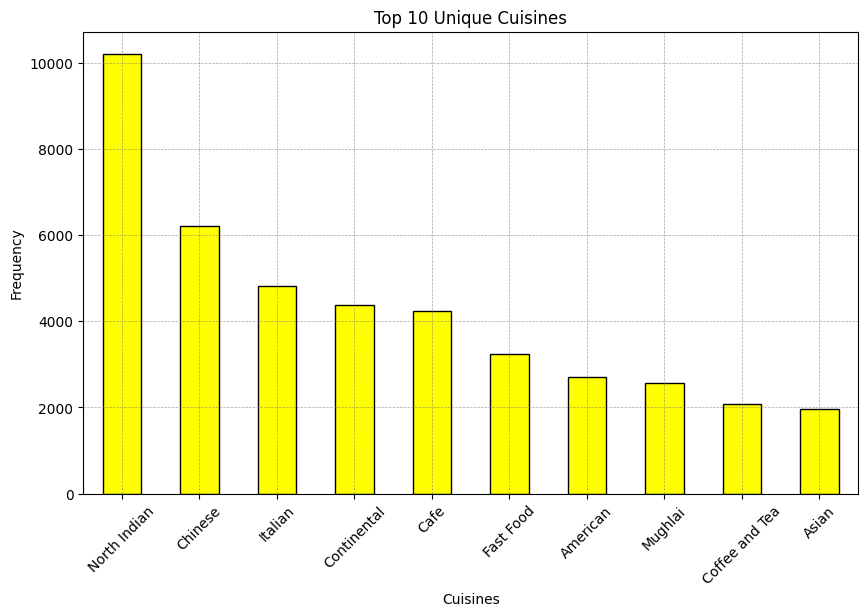 Top 10 Unique Cuisines
Frequency
10000
8000
6000
4000
2000
0
North Indian
Chinese
Italian
Continental
Cafe
Fast Food
American
Mughlai
Coffee and Tea
Asian
Cuisines